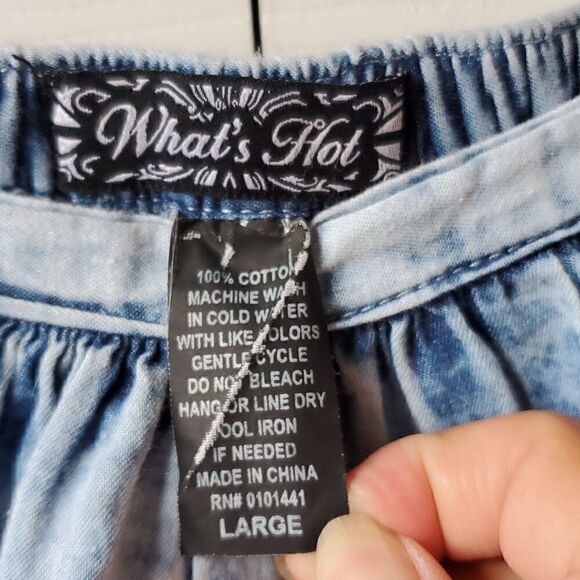 What's Hot
100% COTTON
MACHINE WASH
IN COLD WATER
WITH LIKE COLORS
GENTLE CYCLE
DO NOT BLEACH
HANG OR LINE DRY
COOL IRON
IF NEEDED
MADE IN CHINA
RN# 0101441
LARGE